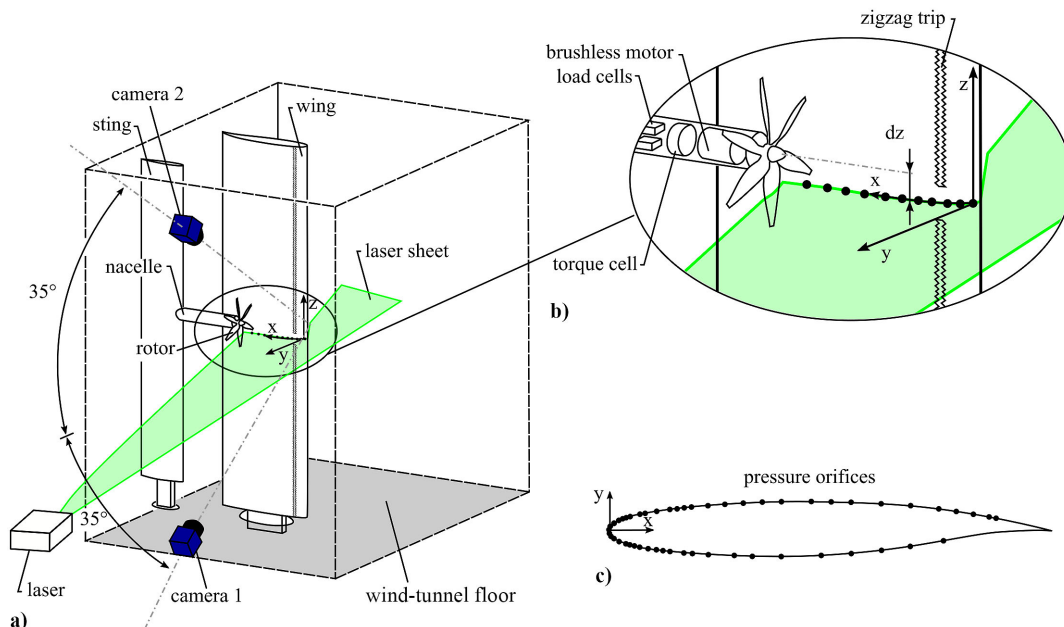 camera 2
sting
wing
laser sheet
nacelle
35°
z
x
y
rotor
35°
laser
camera 1
wind-tunnel floor
a)
zigzag trip
brushless motor
load cells
z
dz
x
y
torque cell
b)
pressure orifices
y
x
c)